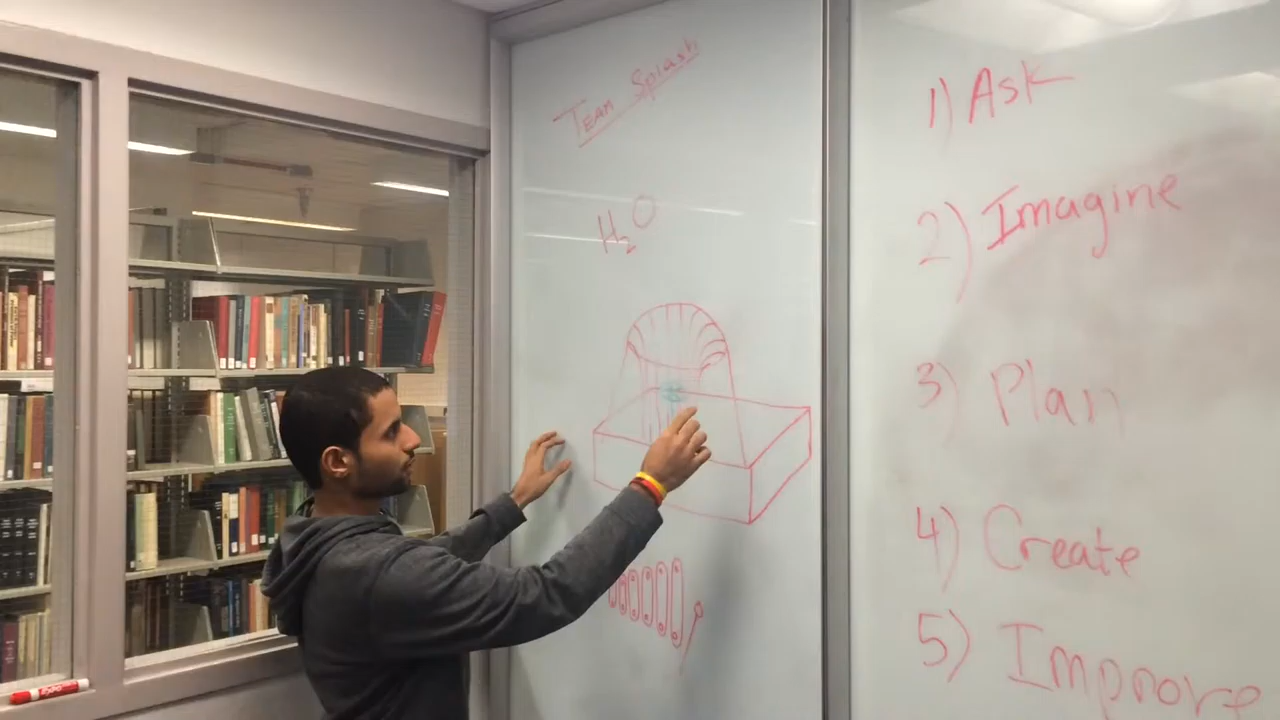 Team Splash
H₂O
1) Ask
2) Imagine
3) Plan
4) Create
5) Improve